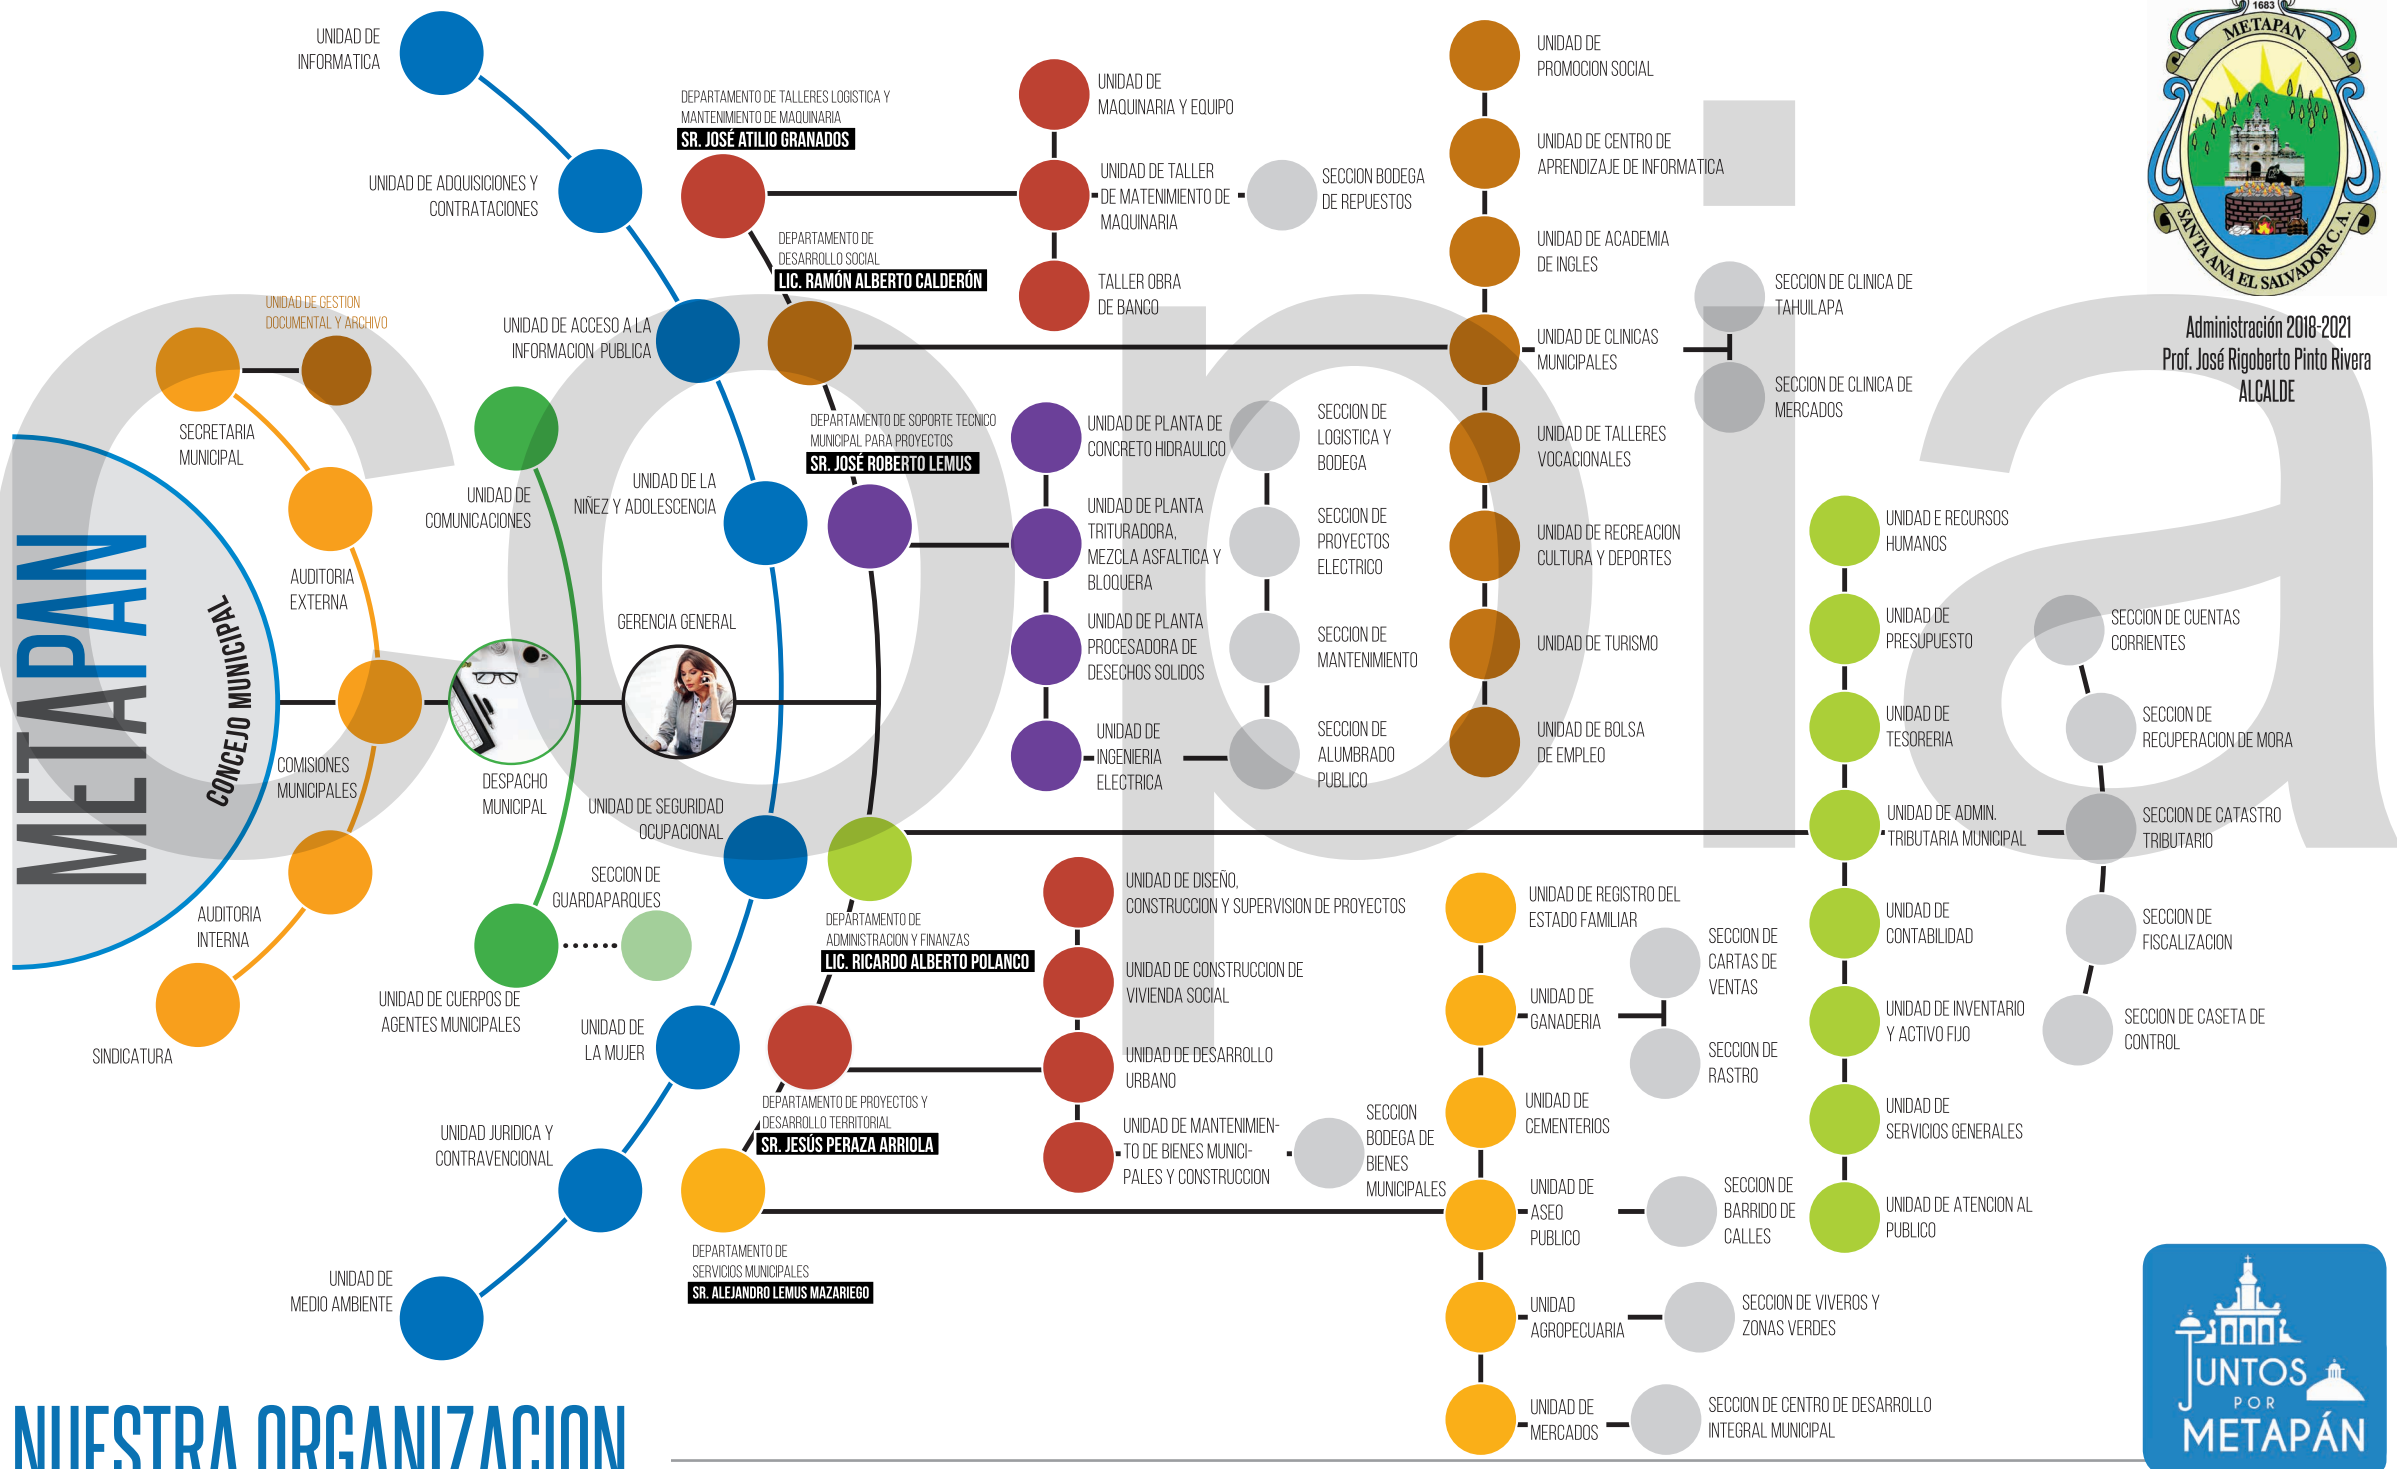 UNIDAD DE
INFORMATICA
UNIDAD DE ADQUISICIONES Y
CONTRATACIONES
UNIDAD DE ACCESO A LA
INFORMACION PUBLICA
UNIDAD DE LA
NIÑEZ Y ADOLESCENCIA
UNIDAD DE SEGURIDAD
OCUPACIONAL
UNIDAD DE
LA MUJER
UNIDAD JURIDICA Y
CONTRAVENCIONAL
UNIDAD DE
MEDIO AMBIENTE
UNIDAD DE GESTION
DOCUMENTAL Y ARCHIVO
SECRETARIA
MUNICIPAL
AUDITORIA
EXTERNA
COMISIONES
MUNICIPALES
AUDITORIA
INTERNA
SINDICATURA
METAPAN
CONCEJO MUNICIPAL
UNIDAD DE
COMUNICACIONES
DESPACHO
MUNICIPAL
SECCION DE
GUARDAPARQUES
UNIDAD DE CUERPOS DE
AGENTES MUNICIPALES
GERENCIA GENERAL
DEPARTAMENTO DE TALLERES LOGISTICA Y
MANTENIMIENTO DE MAQUINARIA
SR. JOSÉ ATILIO GRANADOS
DEPARTAMENTO DE
DESARROLLO SOCIAL
LIC. RAMÓN ALBERTO CALDERÓN
DEPARTAMENTO DE SOPORTE TECNICO
MUNICIPAL PARA PROYECTOS
SR. JOSÉ ROBERTO LEMUS
DEPARTAMENTO DE
ADMINISTRACION Y FINANZAS
LIC. RICARDO ALBERTO POLANCO
DEPARTAMENTO DE PROYECTOS Y
DESARROLLO TERRITORIAL
SR. JESÚS PERAZA ARRIOLA
DEPARTAMENTO DE
SERVICIOS MUNICIPALES
SR. ALEJANDRO LEMUS MAZARIEGO
UNIDAD DE
MAQUINARIA Y EQUIPO
UNIDAD DE TALLER
DE MATENIMIENTO DE
MAQUINARIA
SECCION BODEGA
DE REPUESTOS
TALLER OBRA
DE BANCO
UNIDAD DE PLANTA DE
CONCRETO HIDRAULICO
UNIDAD DE PLANTA
TRITURADORA,
MEZCLA ASFALTICA Y
BLOQUERA
UNIDAD DE PLANTA
PROCESADORA DE
DESECHOS SOLIDOS
UNIDAD DE
INGENIERIA
ELECTRICA
SECCION DE
LOGISTICA Y
BODEGA
SECCION DE
PROYECTOS
ELECTRICO
SECCION DE
MANTENIMIENTO
SECCION DE
ALUMBRADO
PUBLICO
UNIDAD DE DISEÑO,
CONSTRUCCION Y SUPERVISION DE PROYECTOS
UNIDAD DE CONSTRUCCION DE
VIVIENDA SOCIAL
UNIDAD DE DESARROLLO
URBANO
UNIDAD DE MANTENIMIEN-
TO DE BIENES MUNICI-
PALES Y CONSTRUCCION
SECCION
BODEGA DE
BIENES
MUNICIPALES
UNIDAD DE
PROMOCION SOCIAL
UNIDAD DE CENTRO DE
APRENDIZAJE DE INFORMATICA
UNIDAD DE ACADEMIA
DE INGLES
UNIDAD DE CLINICAS
MUNICIPALES
SECCION DE CLINICA DE
TAHUILAPA
SECCION DE CLINICA DE
MERCADOS
UNIDAD DE TALLERES
VOCACIONALES
UNIDAD DE RECREACION
CULTURA Y DEPORTES
UNIDAD DE TURISMO
UNIDAD DE BOLSA
DE EMPLEO
UNIDAD DE REGISTRO DEL
ESTADO FAMILIAR
UNIDAD DE
GANADERIA
SECCION DE
CARTAS DE
VENTAS
SECCION DE
RASTRO
UNIDAD DE
CEMENTERIOS
UNIDAD DE
ASEO
PUBLICO
SECCION DE
BARRIDO DE
CALLES
UNIDAD
AGROPECUARIA
SECCION DE VIVEROS Y
ZONAS VERDES
UNIDAD DE
MERCADOS
SECCION DE CENTRO DE DESARROLLO
INTEGRAL MUNICIPAL
UNIDAD E RECURSOS
HUMANOS
UNIDAD DE
PRESUPUESTO
UNIDAD DE
TESORERIA
UNIDAD DE ADMIN.
TRIBUTARIA MUNICIPAL
UNIDAD DE
CONTABILIDAD
UNIDAD DE INVENTARIO
Y ACTIVO FIJO
UNIDAD DE
SERVICIOS GENERALES
UNIDAD DE ATENCION AL
PUBLICO
SECCION DE CUENTAS
CORRIENTES
SECCION DE
RECUPERACION DE MORA
SECCION DE CATASTRO
TRIBUTARIO
SECCION DE
FISCALIZACION
SECCION DE CASETA DE
CONTROL
1683
METAPAN
SANTA ANA EL SALVADOR C. A.
Administración 2018-2021
Prof. José Rigoberto Pinto Rivera
ALCALDE
copia
NUESTRA ORGANIZACION
JUNTOS
POR
METAPÁN